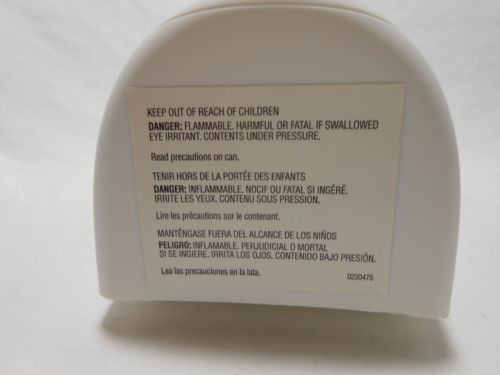 KEEP OUT OF REACH OF CHILDREN
DANGER: FLAMMABLE. HARMFUL OR FATAL IF SWALLOWED
EYE IRRITANT. CONTENTS UNDER PRESSURE.
Read precautions on can.
TENIR HORS DE LA PORTÉE DES ENFANTS
DANGER: INFLAMMABLE. NOCIF OU FATAL SI INGÉRÉ.
IRRITE LES YEUX. CONTENU SOUS PRESSION.
Lire les précautions sur le contenant.
MANTÉNGASE FUERA DEL ALCANCE DE LOS NIÑOS
PELIGRO: INFLAMABLE. PERJUDICIAL O MORTAL
SI SE INGIERE. IRRITA LOS OJOS. CONTENIDO BAJO PRESIÓN.
Lea las precauciones en la lata.
0230475